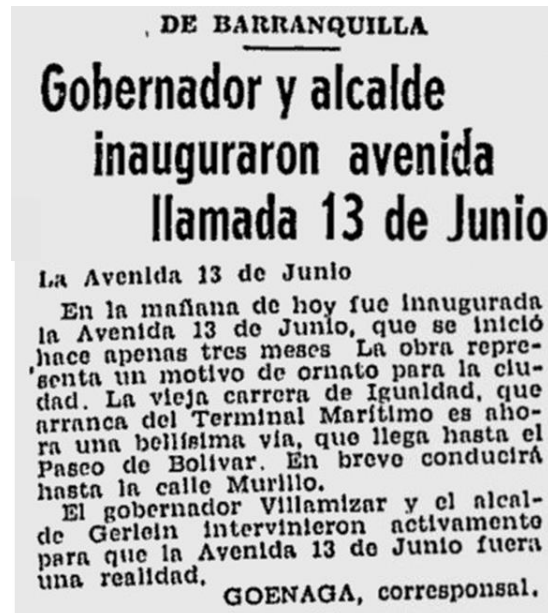 DE BARRANQUILLA
Gobernador y alcalde
inauguraron avenida
llamada 13 de Junio
La Avenida 13 de Junio
En la mañana de hoy fue inaugurada
la Avenida 13 de Junio, que se inició
hace apenas tres meses La obra repre-
senta un motivo de ornato para la ciu-
dad. La vieja carrera de Igualdad, que
arranca del Terminal Marítimo es aho-
ra una bellísima vía, que llega hasta el
Paseo de Bolívar. En breve conducirá
hasta la calle Murillo.
El gobernador Villamizar y el alcal-
de Gerlein intervinieron activamente
para que la Avenida 13 de Junio fuera
una realidad.
GOENAGA, corresponsal.